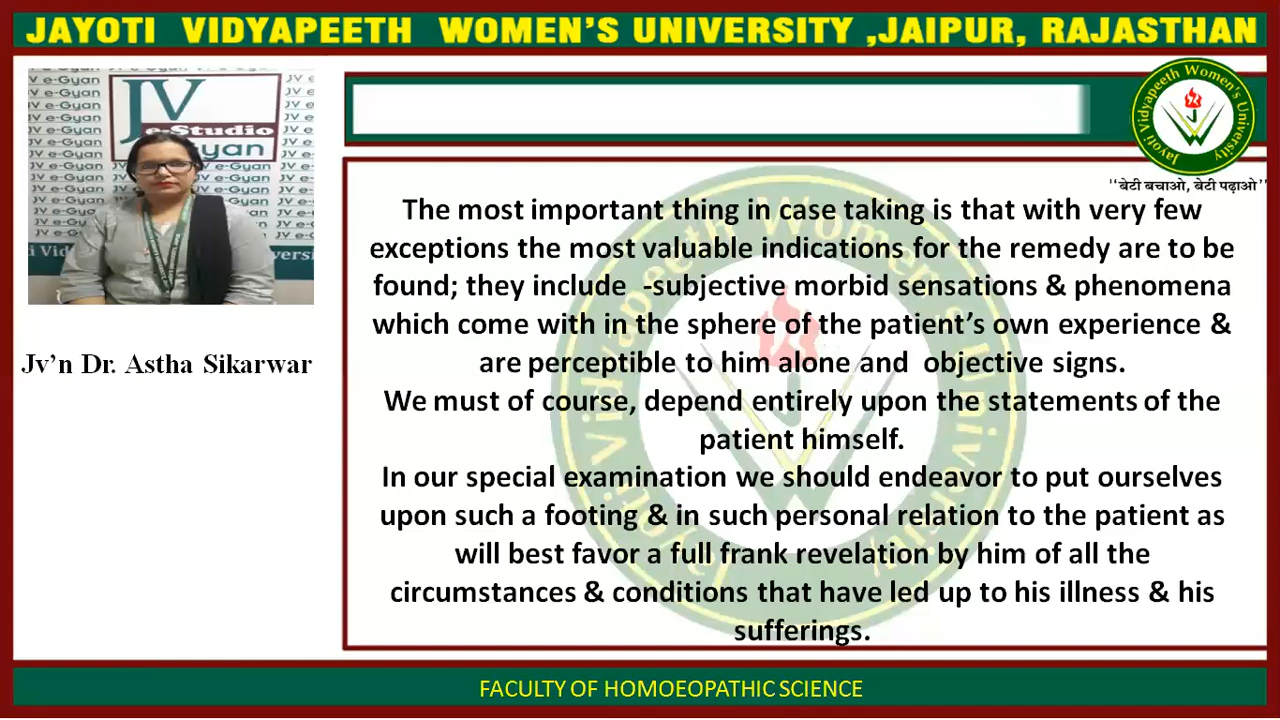 JAYOTI VIDYAPEETH WOMEN'S UNIVERSITY ,JAIPUR, RAJASTHAN
JV
e-Studio
Gyan
JV e-Gyan
Jayoti Vidyapeeth Women's University
"बेटी बचाओ, बेटी पढ़ाओ"
Jv'n Dr. Astha Sikarwar
The most important thing in case taking is that with very few
exceptions the most valuable indications for the remedy are to be
found; they include -subjective morbid sensations & phenomena
which come with in the sphere of the patient's own experience &
are perceptible to him alone and objective signs.
We must of course, depend entirely upon the statements of the
patient himself.
In our special examination we should endeavor to put ourselves
upon such a footing & in such personal relation to the patient as
will best favor a full frank revelation by him of all the
circumstances & conditions that have led up to his illness & his
sufferings.
FACULTY OF HOMOEOPATHIC SCIENCE